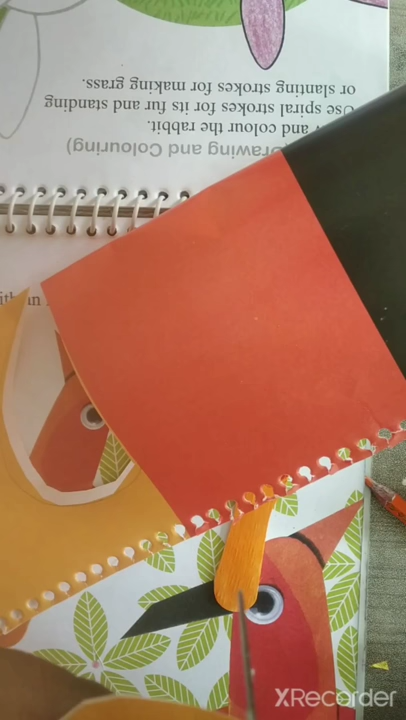 (Drawing and Colouring)
and colour the rabbit.
Use spiral strokes for its fur and standing
or slanting strokes for making grass.
XRecorder